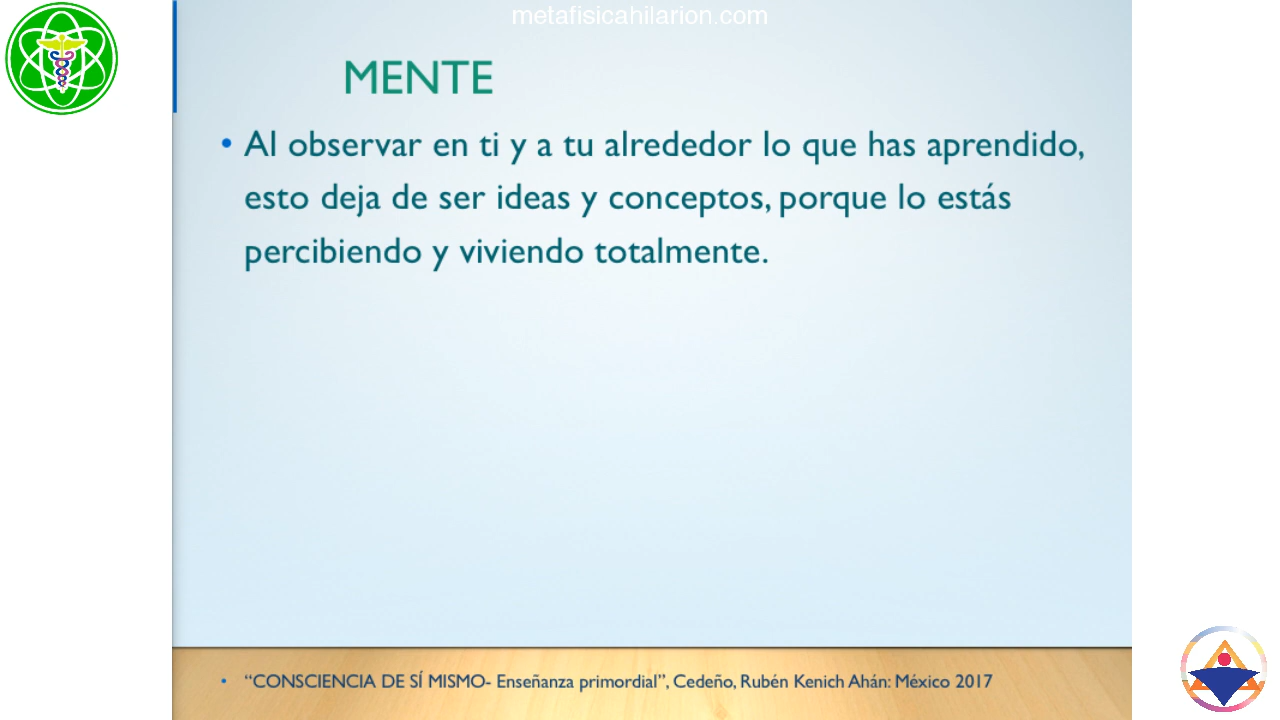 metafisicahilarion.com
MENTE
• Al observar en ti y a tu alrededor lo que has aprendido,
esto deja de ser ideas y conceptos, porque lo estás
percibiendo y viviendo totalmente.
• “CONSCIENCIA DE SÍ MISMO- Enseñanza primordial”, Cedeño, Rubén Kenich Ahán: México 2017